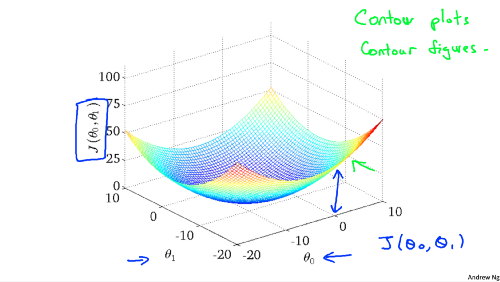 Contour plots
Contour figures -
100
75
50
25
0
J(θ₀,θ₁)
10
0
-10
-20
θ₁
-20
-10
0
10
θ₀
J(θ₀,θ₁)
Andrew Ng